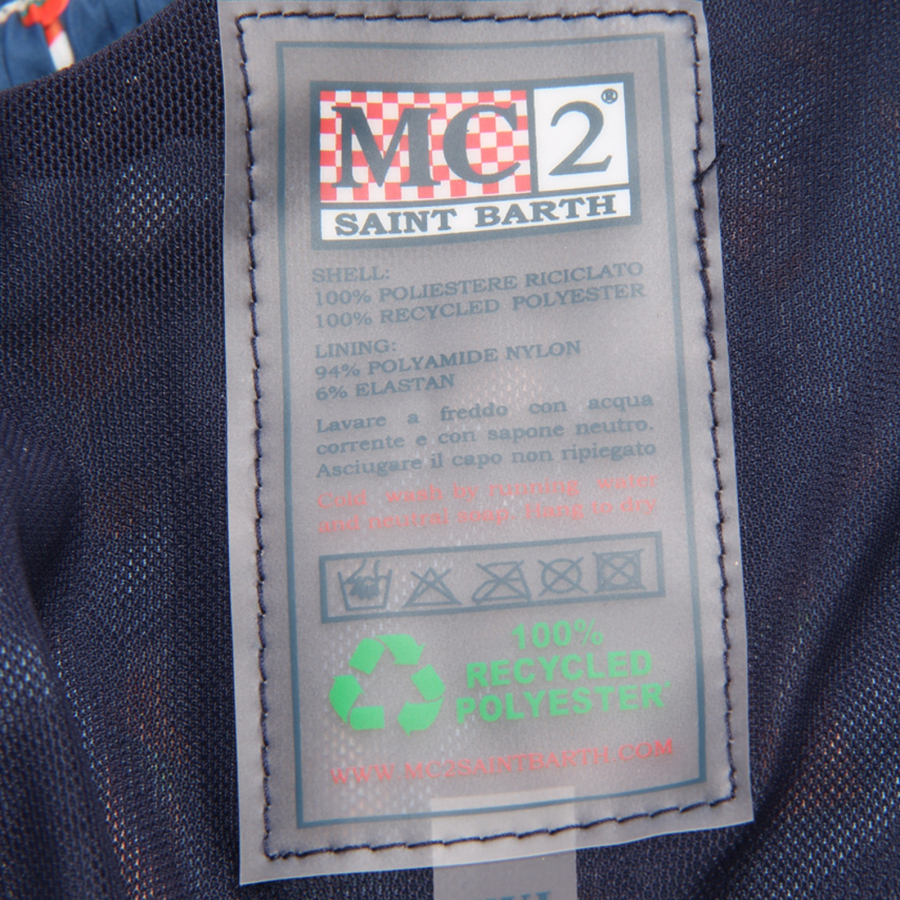 MC2®
SAINT BARTH
SHELL:
100% POLIESTERE RICICLATO
100% RECYCLED POLYESTER
LINING:
94% POLYAMIDE NYLON
6% ELASTAN
Lavare a freddo con acqua
corrente e con sapone neutro.
Asciugare il capo non ripiegato
Cold wash by running water
and neutral soap. Hang to dry
100%
RECYCLED
POLYESTER
WWW.MC2SAINTBARTH.COM